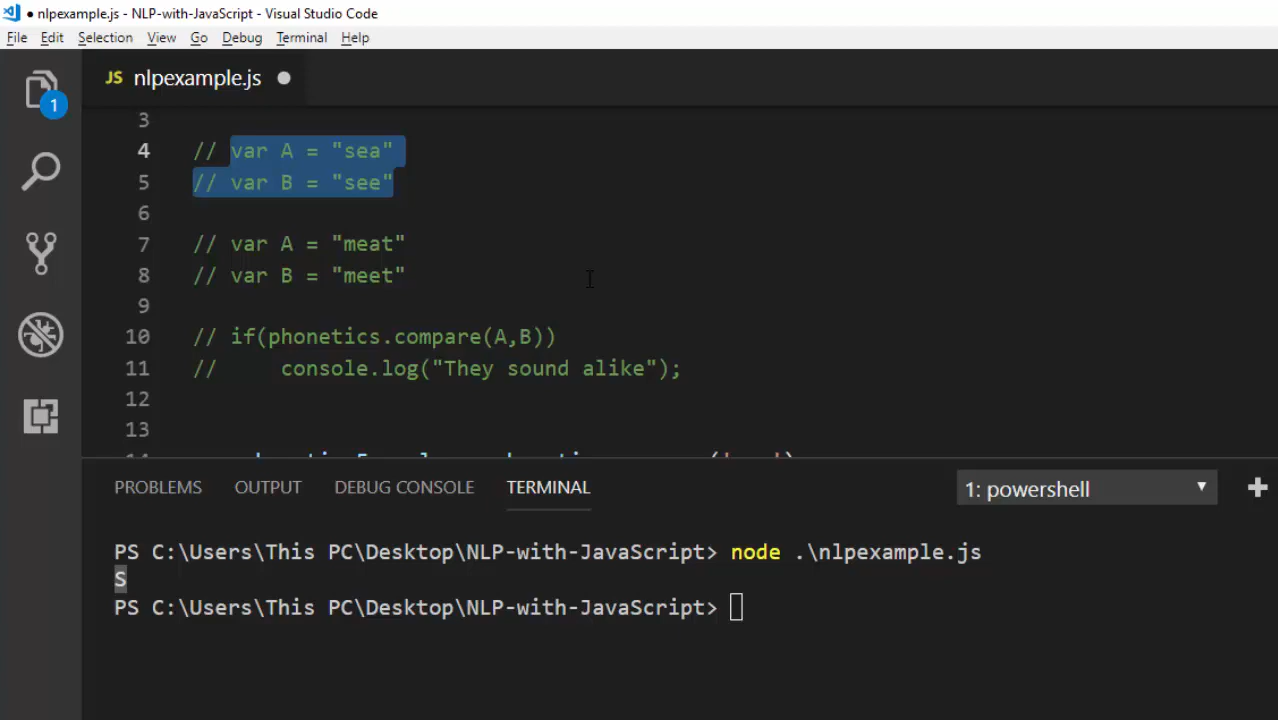 ● nlpexample.js - NLP-with-JavaScript - Visual Studio Code
File Edit Selection View Go Debug Terminal Help
JS nlpexample.js ●
1
3
4 // var A = "sea"
5 // var B = "see"
6
7 // var A = "meat"
8 // var B = "meet"
9
10 // if(phonetics.compare(A,B))
11 //     console.log("They sound alike");
12
13
PROBLEMS OUTPUT DEBUG CONSOLE TERMINAL 1: powershell
PS C:\Users\This PC\Desktop\NLP-with-JavaScript> node .\nlpexample.js
S
PS C:\Users\This PC\Desktop\NLP-with-JavaScript>